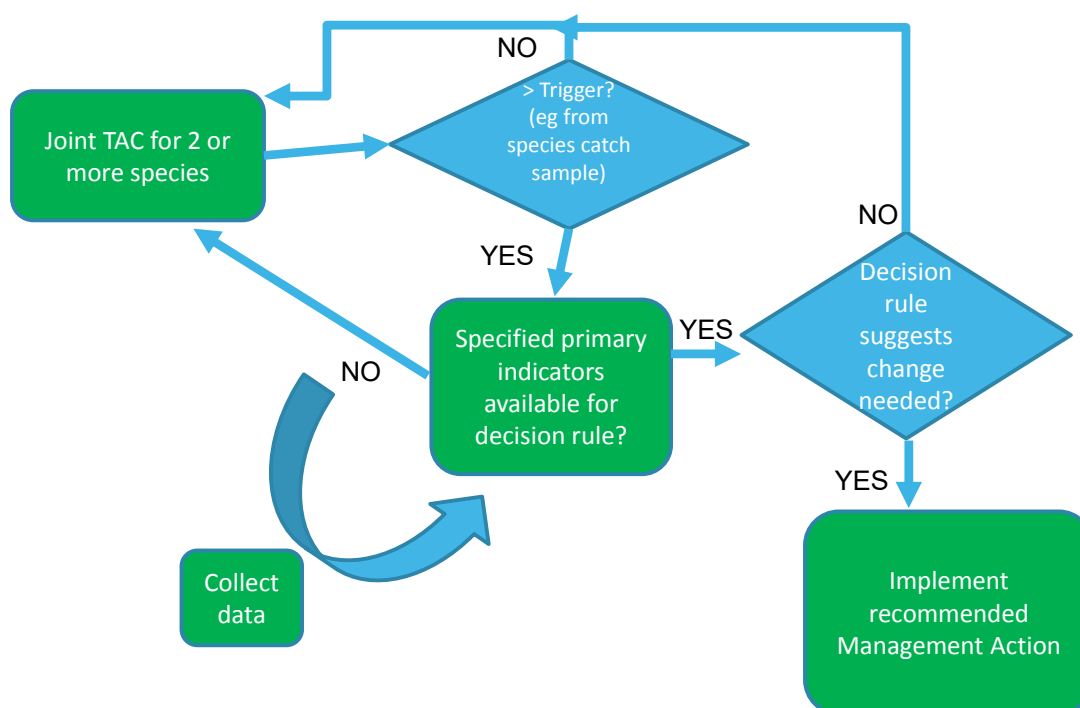 NO
> Trigger?
(eg from
species catch
sample)
Joint TAC for 2 or
more species
YES
NO
Decision
rule
suggests
change
needed?
Specified primary
indicators
available for
decision rule?
YES
NO
YES
Collect
data
Implement
recommended
Management Action